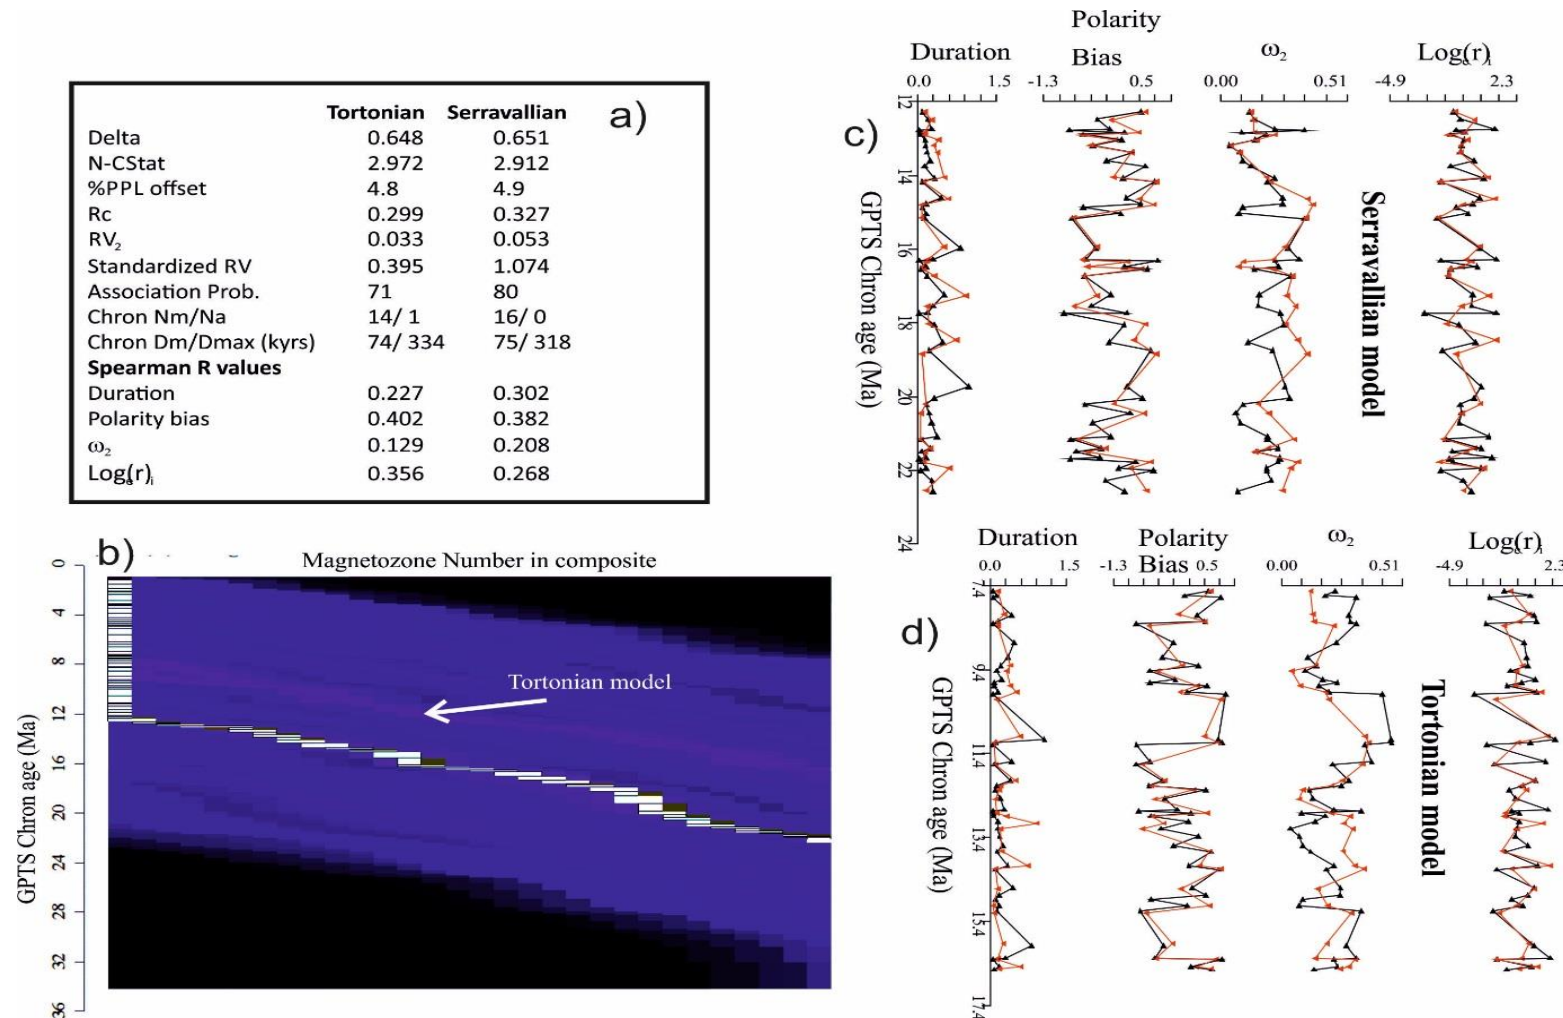 a)
Tortonian Serravallian
Delta 0.648 0.651
N-CStat 2.972 2.912
%PPL offset 4.8 4.9
Rc 0.299 0.327
RV₂ 0.033 0.053
Standardized RV 0.395 1.074
Association Prob. 71 80
Chron Nm/Na 14/ 1 16/ 0
Chron Dm/Dmax (kyrs) 74/ 334 75/ 318
Spearman R values
Duration 0.227 0.302
Polarity bias 0.402 0.382
ω₂ 0.129 0.208
Logₑ(r)ᵢ 0.356 0.268
b)
Magnetozone Number in composite
Tortonian model
GPTS Chron age (Ma)
0
4
8
12
16
20
24
28
32
36
c)
Duration
0.0 1.5
Polarity
Bias
-1.3 0.5
ω₂
0.00 0.51
Logₑ(r)ᵢ
-4.9 2.3
GPTS Chron age (Ma)
12
14
16
18
20
22
24
Serravallian model
d)
Duration
0.0 1.5
Polarity
Bias
-1.3 0.5
ω₂
0.00 0.51
Logₑ(r)ᵢ
-4.9 2.3
GPTS Chron age (Ma)
7.4
9.4
11.4
13.4
15.4
17.4
Tortonian model